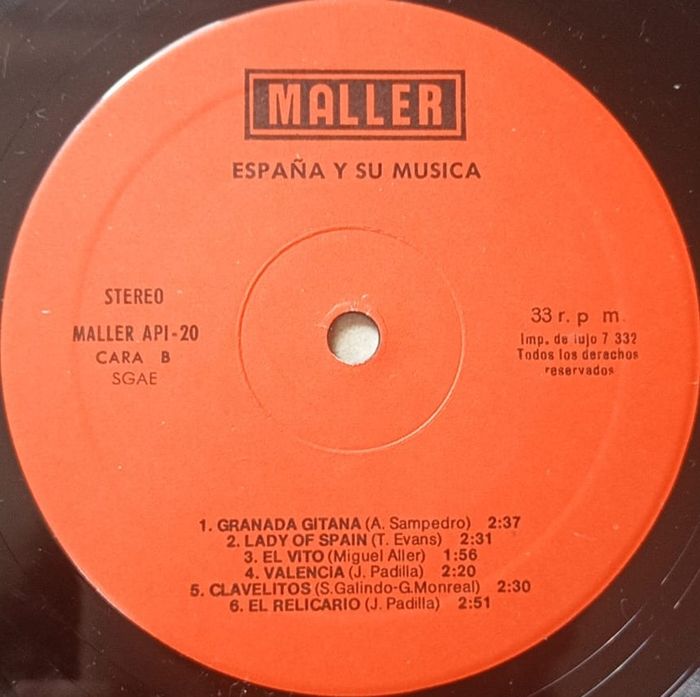 MALLER
ESPAÑA Y SU MUSICA
STEREO
MALLER API-20
CARA B
SGAE
33 r. p m.
Imp. de lujo 7 332
Todos los derechos
reservados
1. GRANADA GITANA (A. Sampedro) 2:37
2. LADY OF SPAIN (T. Evans) 2:31
3. EL VITO (Miguel Aller) 1:56
4. VALENCIA (J. Padilla) 2:20
5. CLAVELITOS (S.Galindo-G.Monreal) 2:30
6. EL RELICARIO (J. Padilla) 2:51